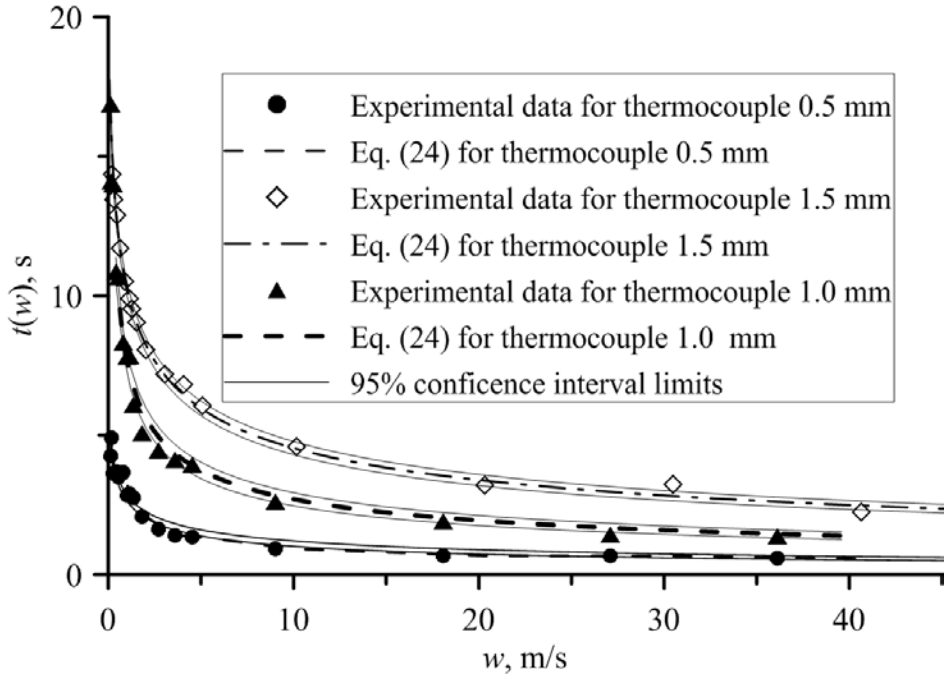 20
10
0
t(w), s
Experimental data for thermocouple 0.5 mm
Eq. (24) for thermocouple 0.5 mm
Experimental data for thermocouple 1.5 mm
Eq. (24) for thermocouple 1.5 mm
Experimental data for thermocouple 1.0 mm
Eq. (24) for thermocouple 1.0 mm
95% conficence interval limits
0 10 20 30 40
w, m/s